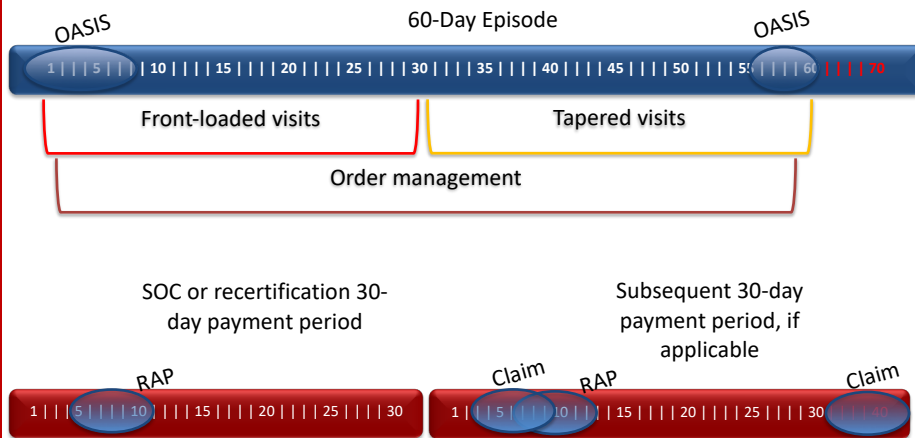 60-Day Episode
OASIS
OASIS
1 | | | 5 | | | | 10 | | | | 15 | | | | 20 | | | | 25 | | | | 30 | | | | 35 | | | | 40 | | | | 45 | | | | 50 | | | | 55 | | | | 60 | | | | 70
Front-loaded visits
Tapered visits
Order management
SOC or recertification 30-
day payment period
Subsequent 30-day
payment period, if
applicable
RAP
Claim
RAP
Claim
1 | | | 5 | | | | 10 | | | | 15 | | | | 20 | | | | 25 | | | | 30
1 | | | 5 | | | | 10 | | | | 15 | | | | 20 | | | | 25 | | | | 30 | | | | 40